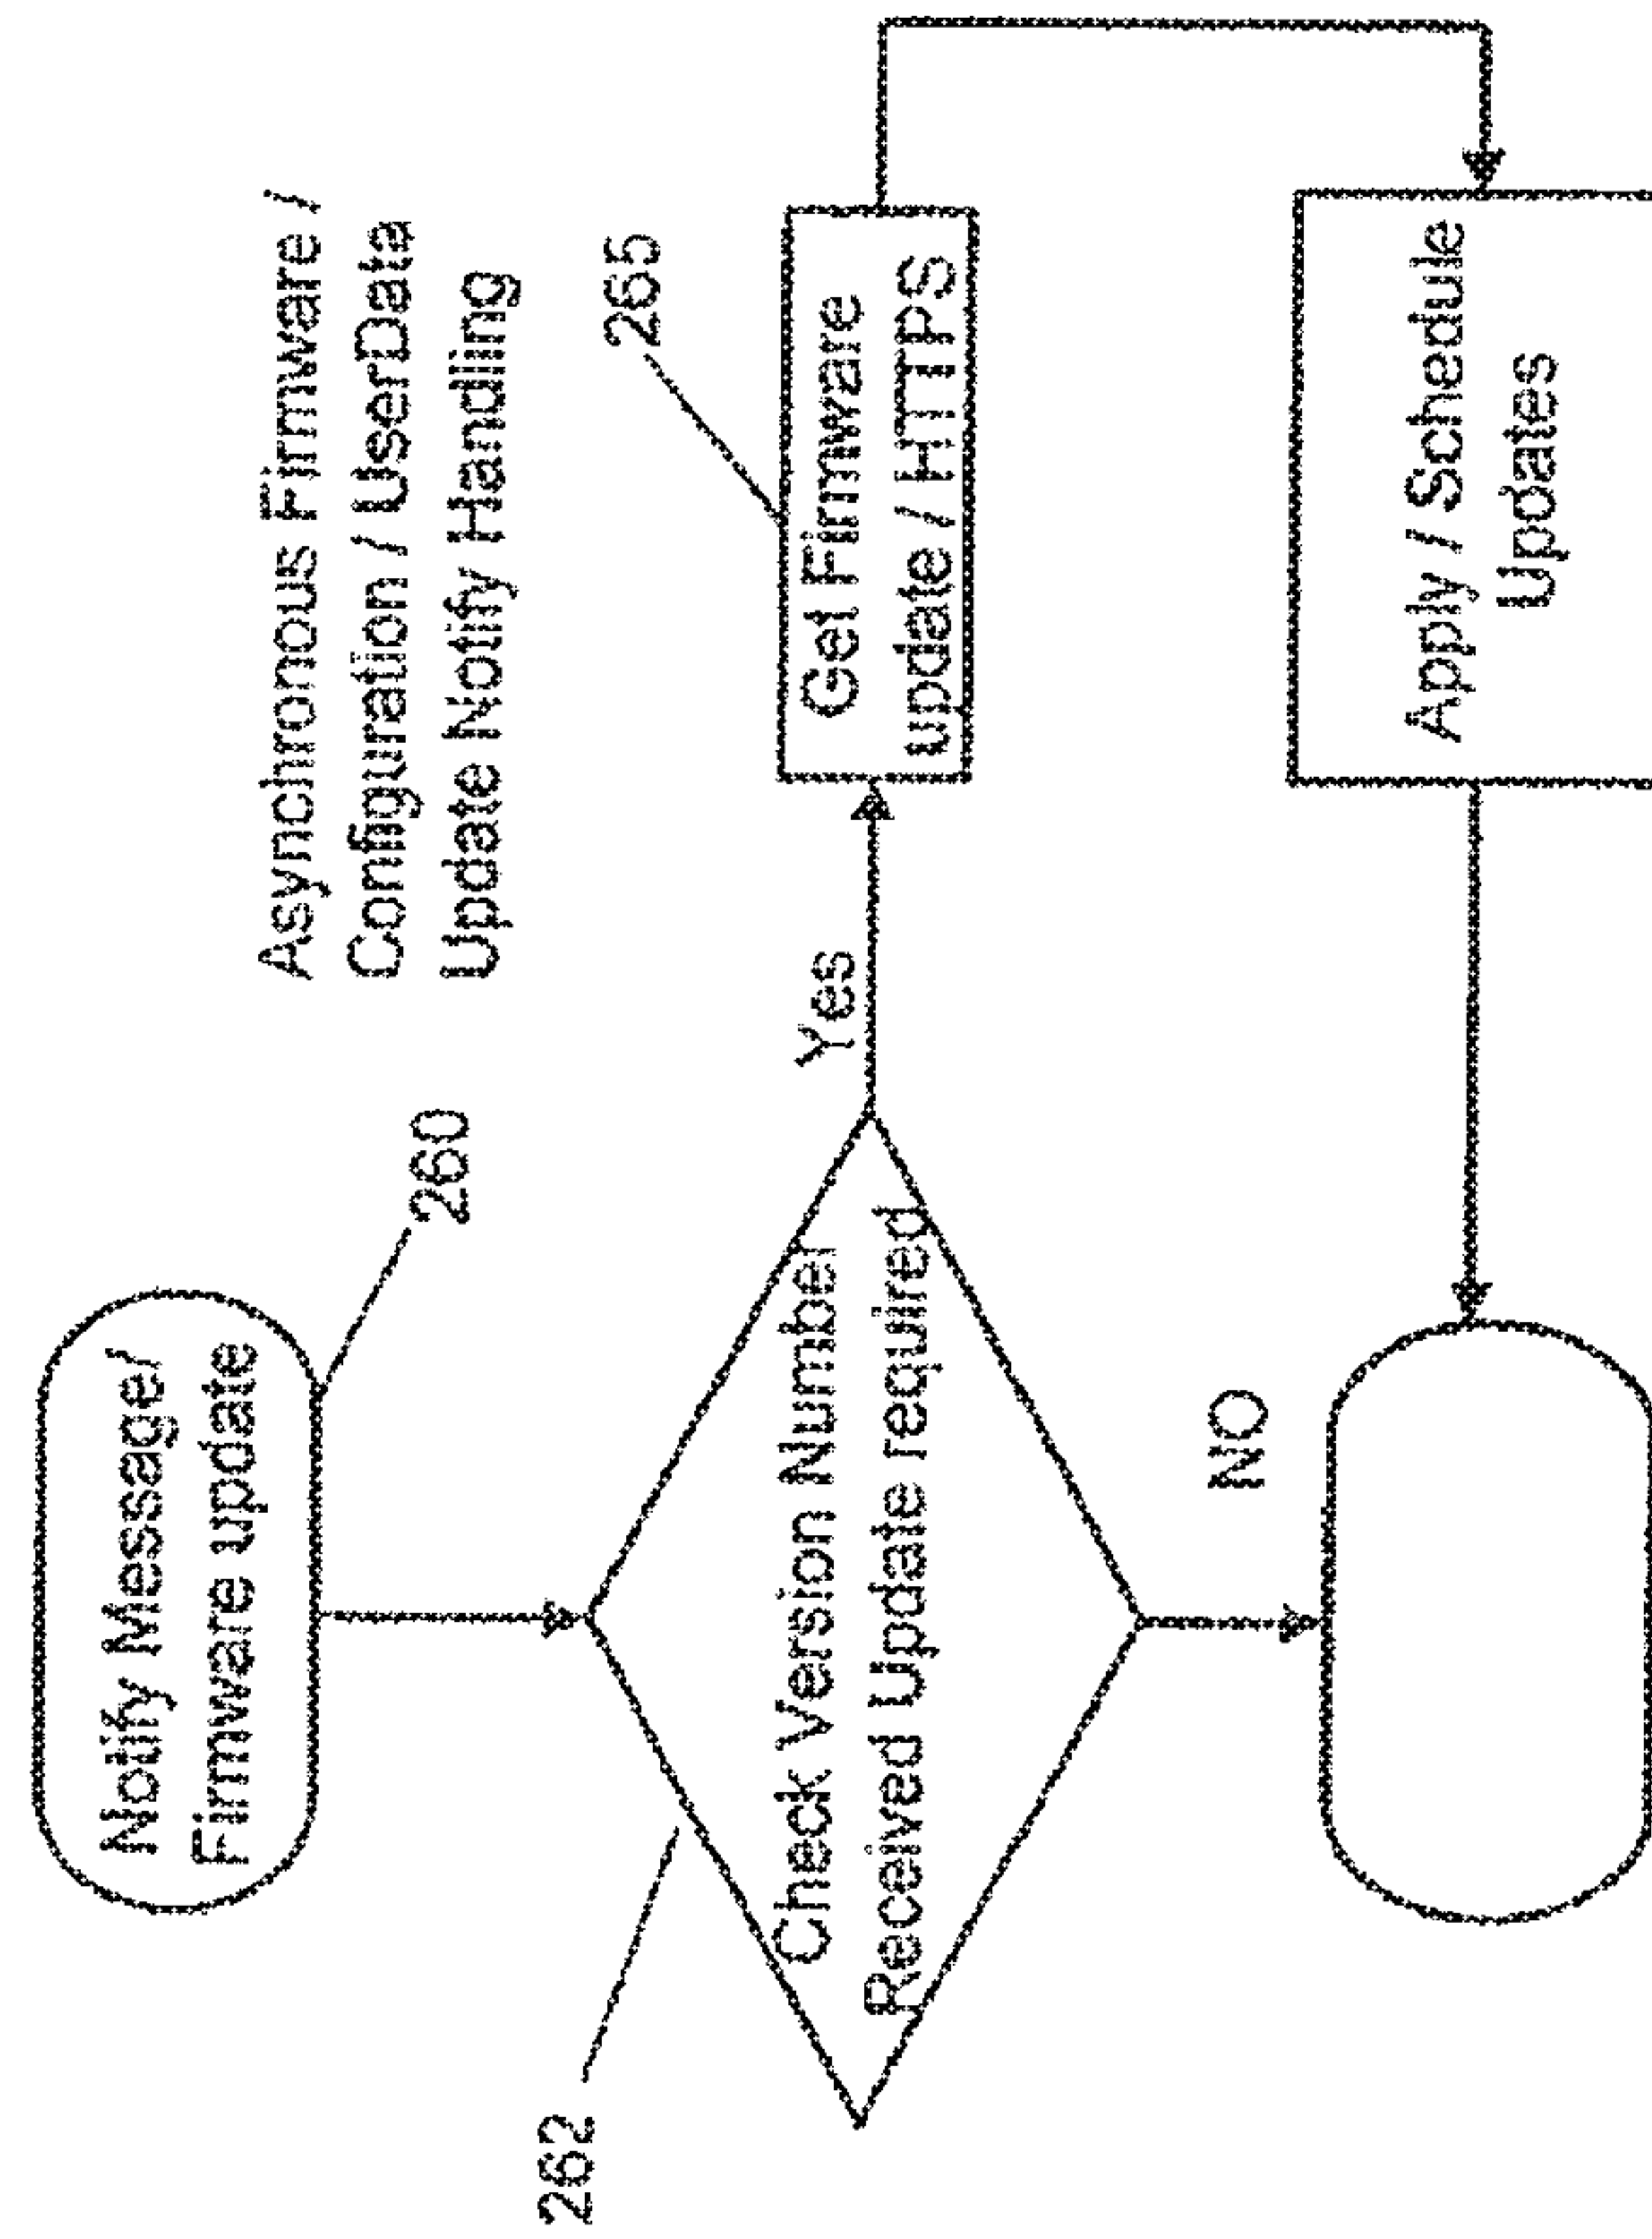 Asynchronous Firmware /
Configuration / UserData
Update Notify Handling
Notify Message/
Firmware update
260
262
Check Version Number
Received Update required
Yes
265
Get Firmware
update / HTTPS
NO
Apply / Schedule
Updates